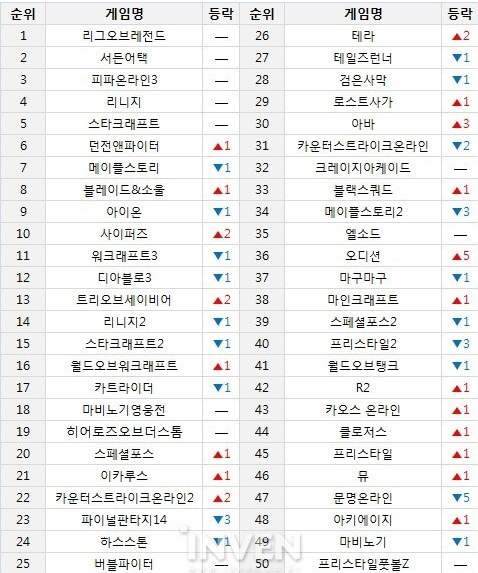 순위 게임명 등락 순위 게임명 등락
1 리그오브레전드 — 26 테라 ▲2
2 서든어택 — 27 테일즈런너 ▼1
3 피파온라인3 — 28 검은사막 ▼1
4 리니지 — 29 로스트사가 ▲1
5 스타크래프트 — 30 아바 ▲3
6 던전앤파이터 ▲1 31 카운터스트라이크온라인 ▼2
7 메이플스토리 ▼1 32 크레이지아케이드 —
8 블레이드&소울 ▲1 33 블랙스쿼드 ▲1
9 아이온 ▼1 34 메이플스토리2 ▼3
10 사이퍼즈 ▲2 35 엘소드 —
11 워크래프트3 ▼1 36 오디션 ▲5
12 디아블로3 ▼1 37 마구마구 ▼1
13 트리오브세이비어 ▲2 38 마인크래프트 ▲1
14 리니지2 ▼1 39 스페셜포스2 ▼1
15 스타크래프트2 ▼1 40 프리스타일2 ▼3
16 월드오브워크래프트 ▲1 41 월드오브탱크 ▼1
17 카트라이더 ▼1 42 R2 ▲1
18 마비노기영웅전 — 43 카오스 온라인 ▲1
19 히어로즈오브더스톰 — 44 클로저스 ▲1
20 스페셜포스 ▲1 45 프리스타일 ▲1
21 이카루스 ▲1 46 뮤 ▲1
22 카운터스트라이크온라인2 ▲2 47 문명온라인 ▼5
23 파이널판타지14 ▼3 48 아키에이지 ▲1
24 하스스톤 ▼1 49 마비노기 ▼1
25 버블파이터 — 50 프리스타일풋볼Z —
INVEN